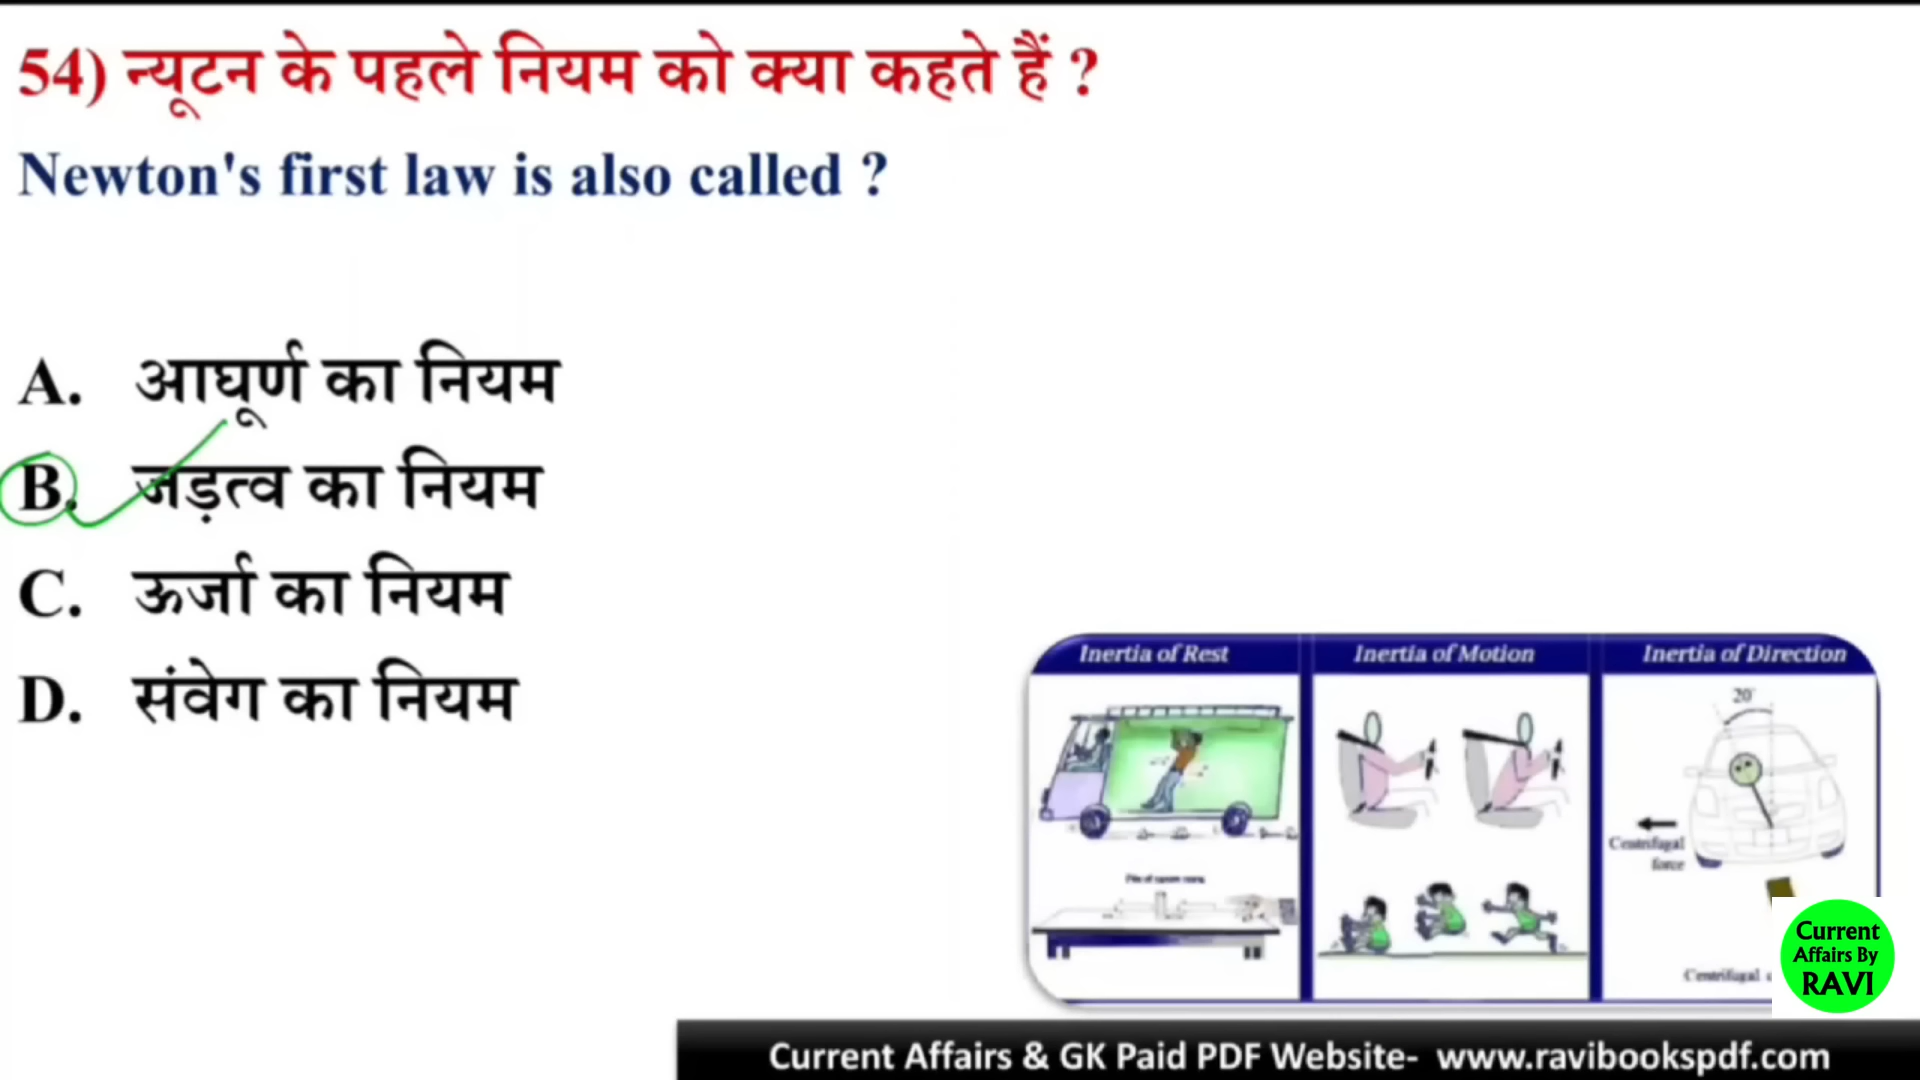 54) न्यूटन के पहले नियम को क्या कहते हैं ?
Newton's first law is also called ?
A. आघूर्ण का नियम
B. जड़त्व का नियम
C. ऊर्जा का नियम
D. संवेग का नियम
Inertia of Rest
Inertia of Motion
Inertia of Direction
20°
Centrifugal
force
Centrifugal
Current
Affairs By
RAVI
Current Affairs & GK Paid PDF Website- www.ravibookspdf.com